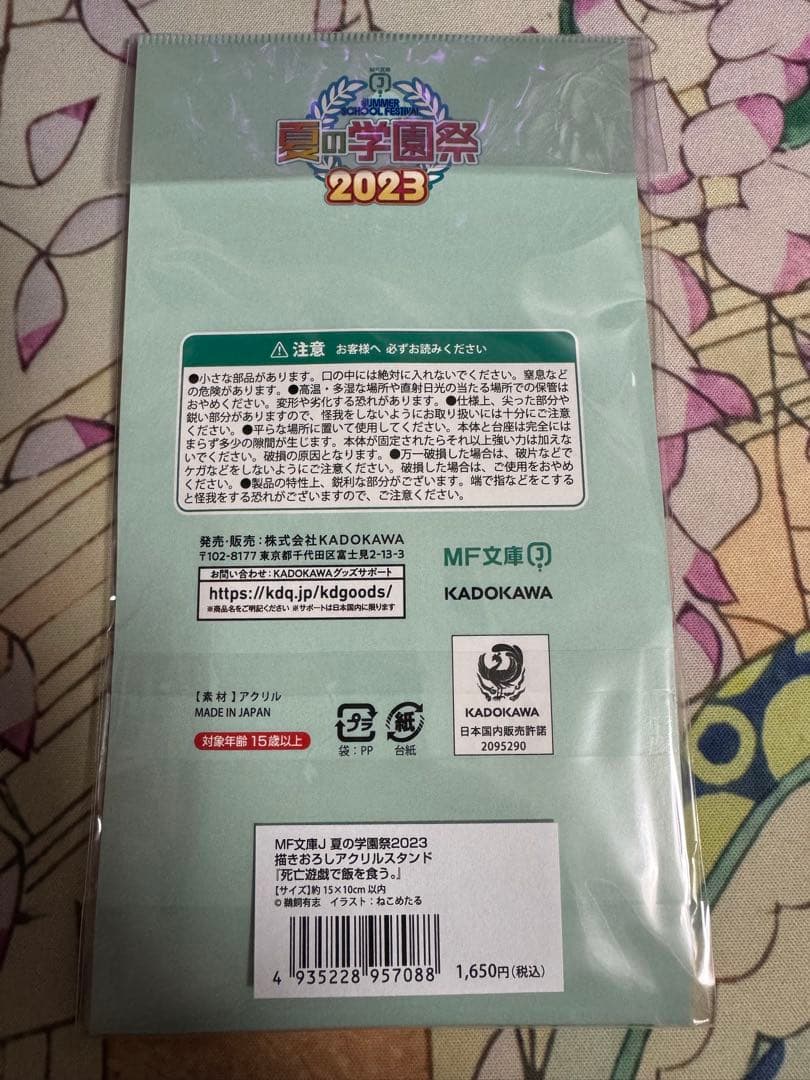 MF文庫
J
SUMMER
SCHOOL FESTIVAL
夏の学園祭
2023
注意 お客様へ 必ずお読みください
●小さな部品があります。口の中には絶対に入れないでください。窒息など
の危険があります。●高温・多湿な場所や直射日光の当たる場所での保管は
おやめください。変形や劣化する恐れがあります。●仕様上、尖った部分や
鋭い部分がありますので、怪我をしないようにお取り扱いには十分にご注意
ください。●平らな場所に置いて使用してください。本体と台座は完全には
まらず多少の隙間が生じます。本体が固定されたらそれ以上強い力は加えな
いでください。破損の原因となります。●万一破損した場合は、破片などで
ケガなどをしないようにご注意ください。破損した場合は、ご使用をおやめ
ください。●製品の特性上、鋭利な部分がございます。端で指などをこする
と怪我をする恐れがございますので、ご注意ください。
発売・販売：株式会社KADOKAWA
〒102-8177 東京都千代田区富士見2-13-3
お問い合わせ：KADOKAWAグッズサポート
https://kdq.jp/kdgoods/
※商品名をご明記ください ※サポートは日本国内に限ります
MF文庫J
KADOKAWA
【素材】アクリル
MADE IN JAPAN
対象年齢 15歳以上
プラ
袋：PP
紙
台紙
KADOKAWA
日本国内販売許諾
2095290
MF文庫J 夏の学園祭2023
描きおろしアクリルスタンド
『死亡遊戯で飯を食う。』
【サイズ】約 15×10cm 以内
© 鵜飼有志 イラスト：ねこめたる
4 935228 957088
1,650円(税込)